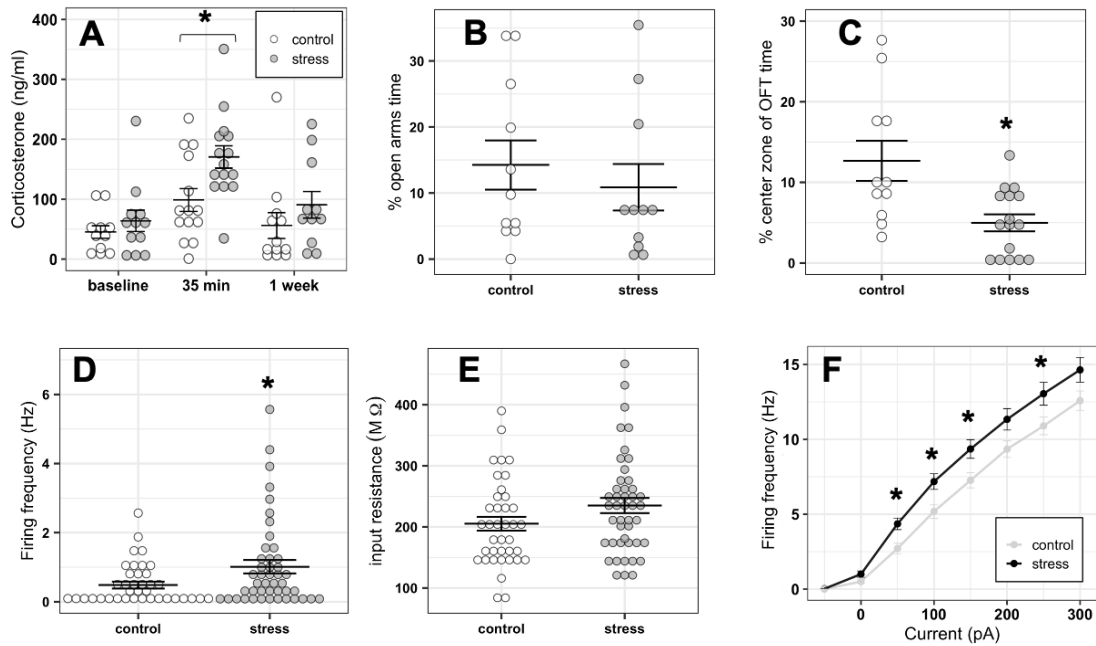 A
*
control
stress
Corticosterone (ng/ml)
400
300
200
100
0
baseline 35 min 1 week
B
% open arms time
30
20
10
0
control stress
C
*
% center zone of OFT time
30
20
10
0
control stress
D
*
Firing frequency (Hz)
6
4
2
0
control stress
E
input resistance (M Ω)
400
300
200
100
control stress
F
* * * *
Firing frequency (Hz)
15
10
5
0
control
stress
0 100 200 300
Current (pA)